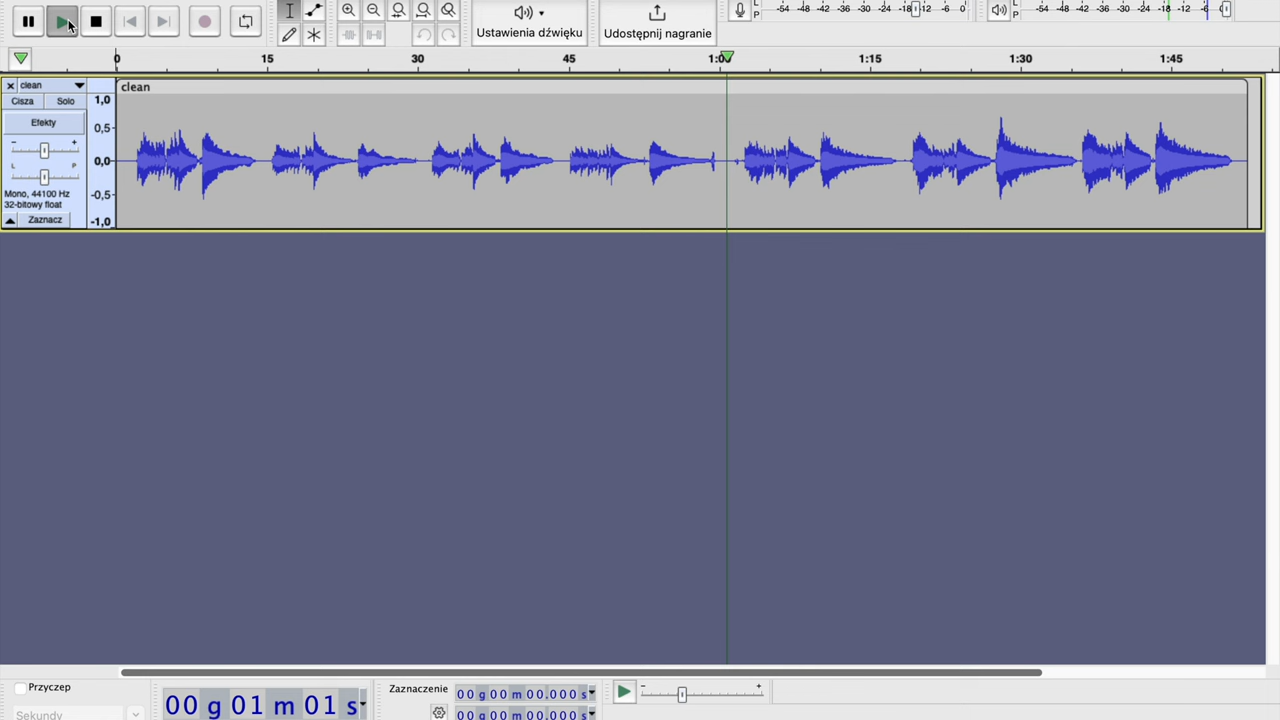 Ustawienia dźwięku
Udostępnij nagranie
L
P
-54 -48 -42 -36 -30 -24 -18 -12 -6 0
L
P
-54 -48 -42 -36 -30 -24 -18 -12 -6
0 15 30 45 1:00 1:15 1:30 1:45
clean
clean
Cisza Solo
Efekty
- +
L P
Mono, 44100 Hz
32-bitowy float
Zaznacz
1,0
0,5
0,0
-0,5
-1,0
Przyczep
Sekundy
00 g 01 m 01 s
Zaznaczenie
00 g 00 m 00.000 s
00 g 00 m 00.000 s
- +